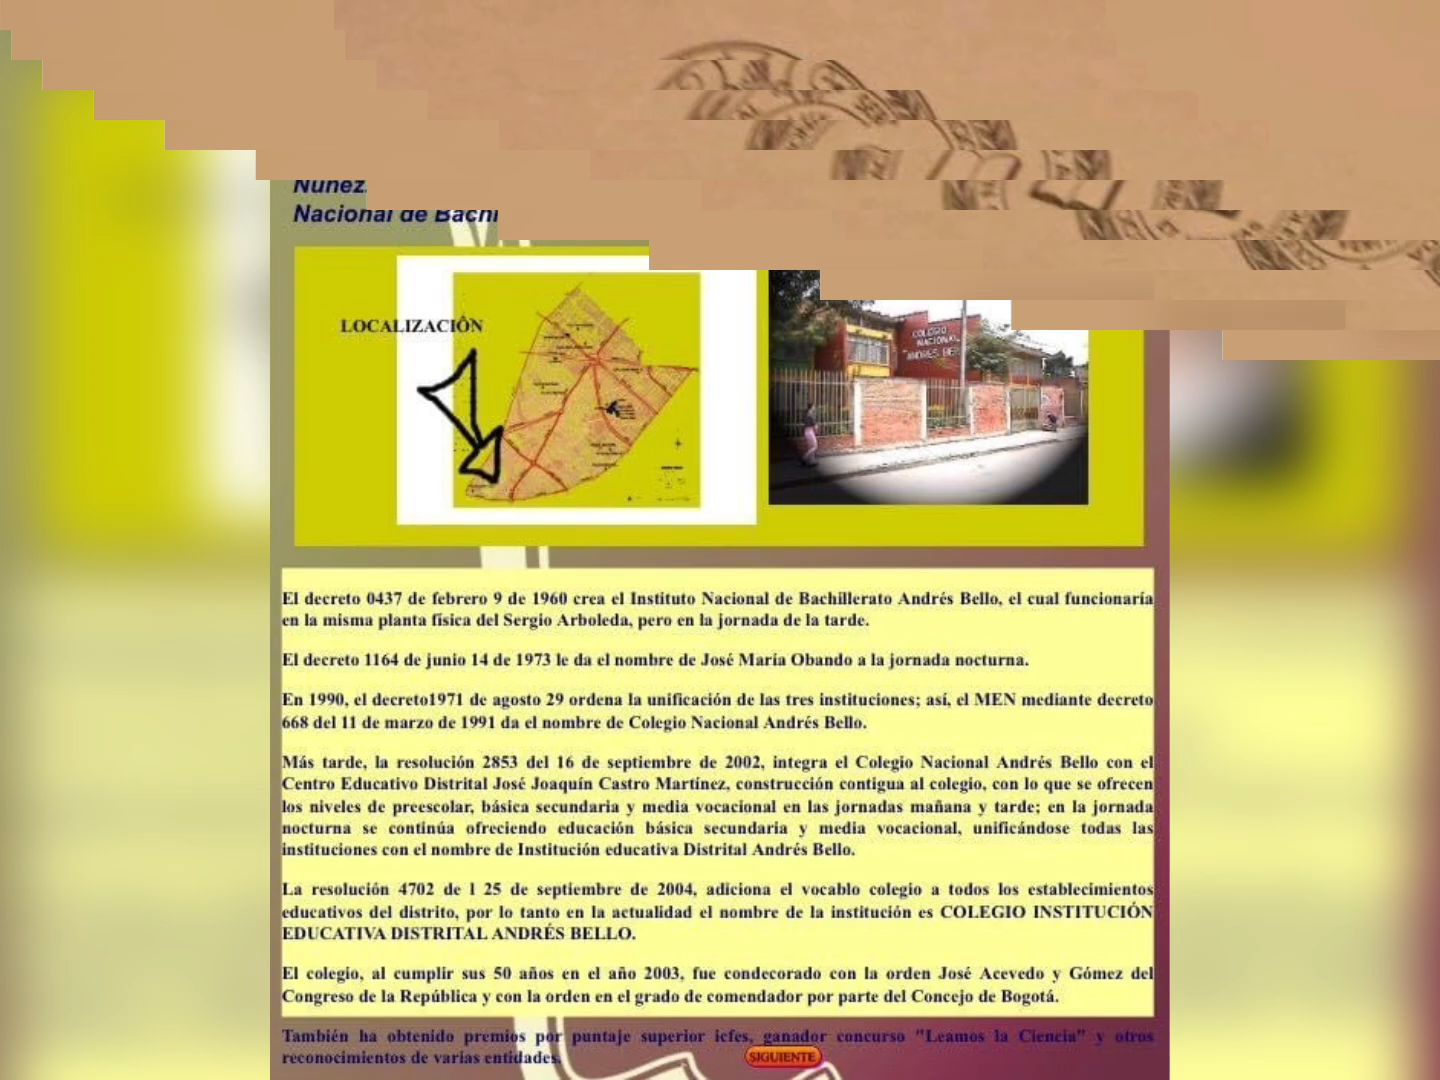 Nuñez.
Nacional de Bachi
LOCALIZACIÓN
COLEGIO
NACIONAL
El decreto 0437 de febrero 9 de 1960 crea el Instituto Nacional de Bachillerato Andrés Bello, el cual funcionaría
en la misma planta física del Sergio Arboleda, pero en la jornada de la tarde.
El decreto 1164 de junio 14 de 1973 le da el nombre de José María Obando a la jornada nocturna.
En 1990, el decreto1971 de agosto 29 ordena la unificación de las tres instituciones; así, el MEN mediante decreto
668 del 11 de marzo de 1991 da el nombre de Colegio Nacional Andrés Bello.
Más tarde, la resolución 2853 del 16 de septiembre de 2002, integra el Colegio Nacional Andrés Bello con el
Centro Educativo Distrital José Joaquín Castro Martínez, construcción contigua al colegio, con lo que se ofrecen
los niveles de preescolar, básica secundaria y media vocacional en las jornadas mañana y tarde; en la jornada
nocturna se continúa ofreciendo educación básica secundaria y media vocacional, unificándose todas las
instituciones con el nombre de Institución educativa Distrital Andrés Bello.
La resolución 4702 de l 25 de septiembre de 2004, adiciona el vocablo colegio a todos los establecimientos
educativos del distrito, por lo tanto en la actualidad el nombre de la institución es COLEGIO INSTITUCIÓN
EDUCATIVA DISTRITAL ANDRÉS BELLO.
El colegio, al cumplir sus 50 años en el año 2003, fue condecorado con la orden José Acevedo y Gómez del
Congreso de la República y con la orden en el grado de comendador por parte del Concejo de Bogotá.
También ha obtenido premios por puntaje superior icfes, ganador concurso "Leamos la Ciencia" y otros
reconocimientos de varias entidades.
SIGUIENTE